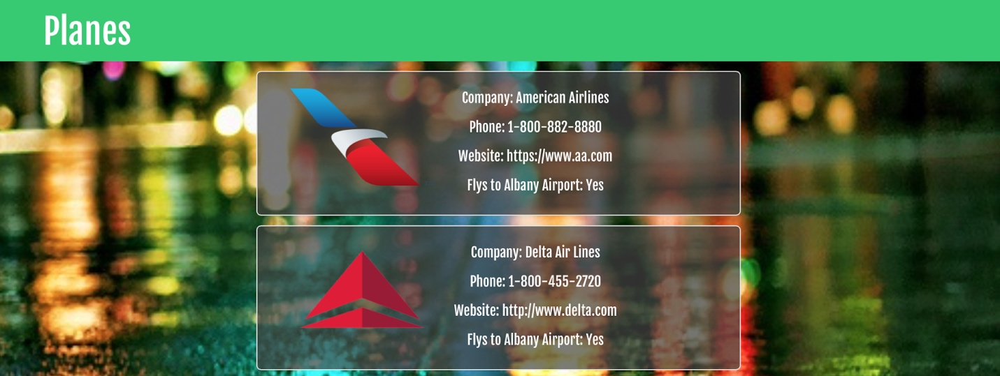 Planes
Company: American Airlines
Phone: 1-800-882-8880
Website: https://www.aa.com
Flys to Albany Airport: Yes
Company: Delta Air Lines
Phone: 1-800-455-2720
Website: http://www.delta.com
Flys to Albany Airport: Yes